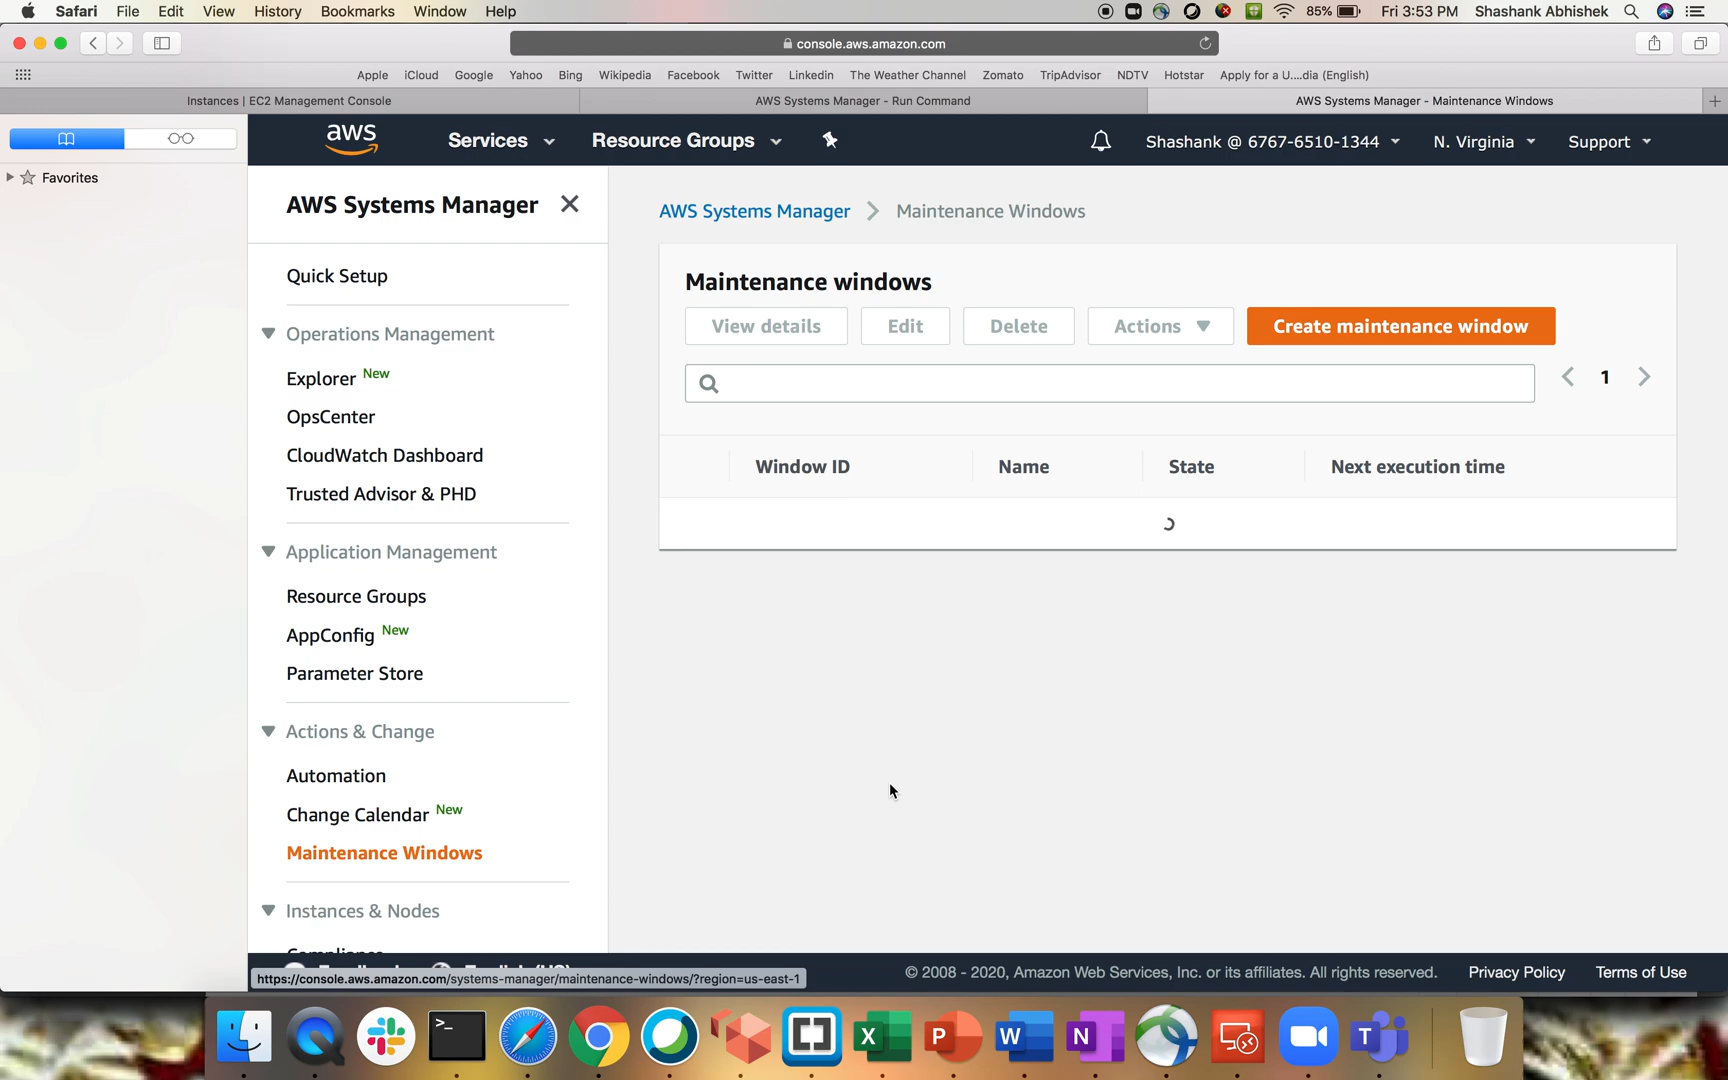 Safari File Edit View History Bookmarks Window Help 85% Fri 3:53 PM Shashank Abhishek
console.aws.amazon.com
Apple iCloud Google Yahoo Bing Wikipedia Facebook Twitter Linkedin The Weather Channel Zomato TripAdvisor NDTV Hotstar Apply for a U....dia (English)
Instances | EC2 Management Console AWS Systems Manager - Run Command AWS Systems Manager - Maintenance Windows
aws Services Resource Groups Shashank @ 6767-6510-1344 N. Virginia Support
Favorites
AWS Systems Manager
Quick Setup
Operations Management
Explorer New
OpsCenter
CloudWatch Dashboard
Trusted Advisor & PHD
Application Management
Resource Groups
AppConfig New
Parameter Store
Actions & Change
Automation
Change Calendar New
Maintenance Windows
Instances & Nodes
Compliance
AWS Systems Manager Maintenance Windows
Maintenance windows
View details Edit Delete Actions Create maintenance window
1
Window ID Name State Next execution time
https://console.aws.amazon.com/systems-manager/maintenance-windows/?region=us-east-1
© 2008 - 2020, Amazon Web Services, Inc. or its affiliates. All rights reserved. Privacy Policy Terms of Use
X P W N T